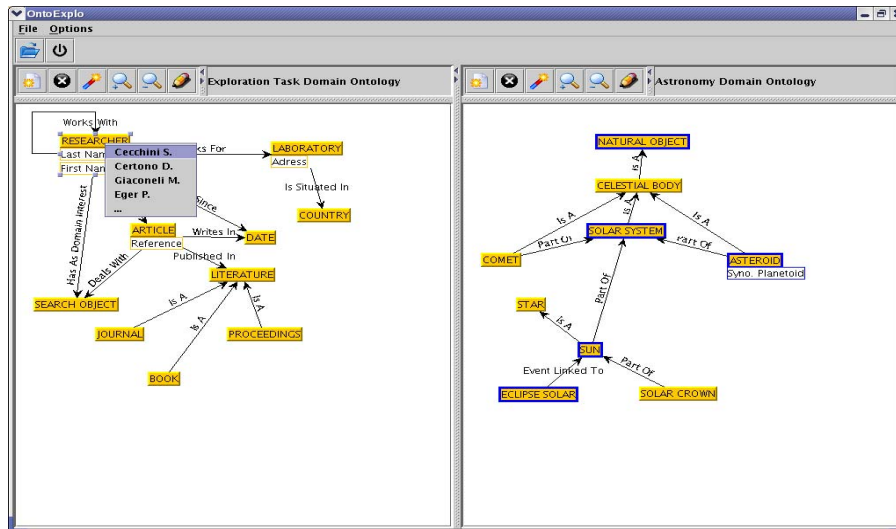 OntoExplo
File Options
Exploration Task Domain Ontology
Works With
RESEARCHER
Last Nam
First Nam
Cecchini S.
Certono D.
Giaconeli M.
Eger P.
...
ks For
LABORATORY
Adress
Is Situated In
COUNTRY
Since
Has As Domain Interest
ARTICLE
Reference
Writes In
DATE
Published In
Deals With
LITERATURE
SEARCH OBJECT
Is A
Is A
Is A
JOURNAL
PROCEEDINGS
BOOK
Astronomy Domain Ontology
NATURAL OBJECT
Is A
CELESTIAL BODY
Is A
Is A
Is A
SOLAR SYSTEM
Part Of
Part Of
COMET
ASTEROID
Syno. Planetoid
Part Of
STAR
Is A
SUN
Event Linked To
Part Of
ECLIPSE SOLAR
SOLAR CROWN